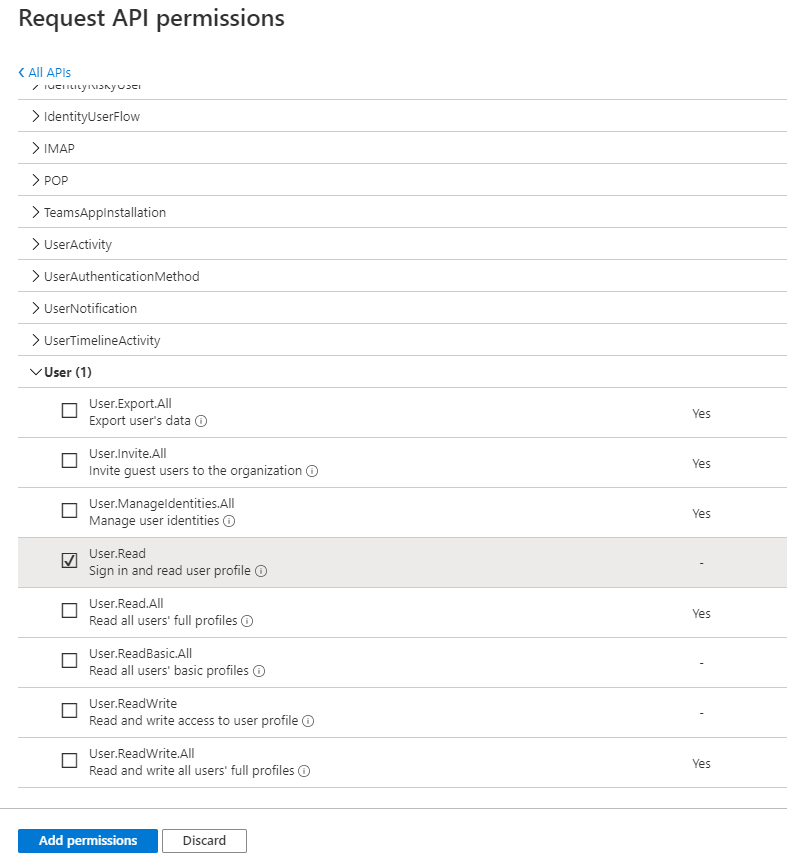 Request API permissions
All APIs
IdentityRiskyUser
IdentityUserFlow
IMAP
POP
TeamsAppInstallation
UserActivity
UserAuthenticationMethod
UserNotification
UserTimelineActivity
User (1)
User.Export.All
Export user's data
Yes
User.Invite.All
Invite guest users to the organization
Yes
User.ManageIdentities.All
Manage user identities
Yes
User.Read
Sign in and read user profile
-
User.Read.All
Read all users' full profiles
Yes
User.ReadBasic.All
Read all users' basic profiles
-
User.ReadWrite
Read and write access to user profile
-
User.ReadWrite.All
Read and write all users' full profiles
Yes
Add permissions
Discard